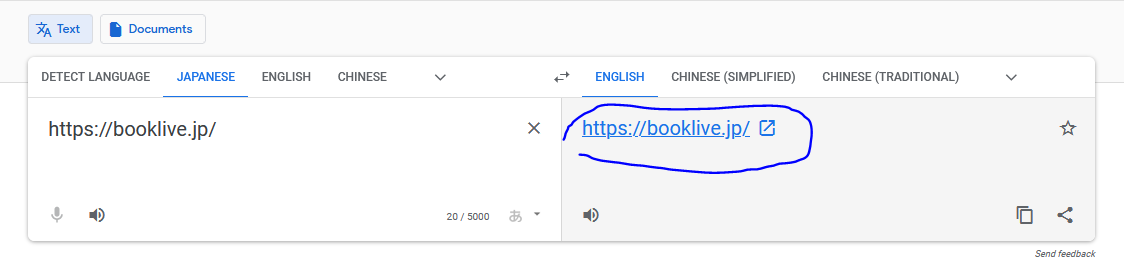 Text
Documents
DETECT LANGUAGE JAPANESE ENGLISH CHINESE
ENGLISH CHINESE (SIMPLIFIED) CHINESE (TRADITIONAL)
https://booklive.jp/
https://booklive.jp/
20 / 5000
あ
Send feedback